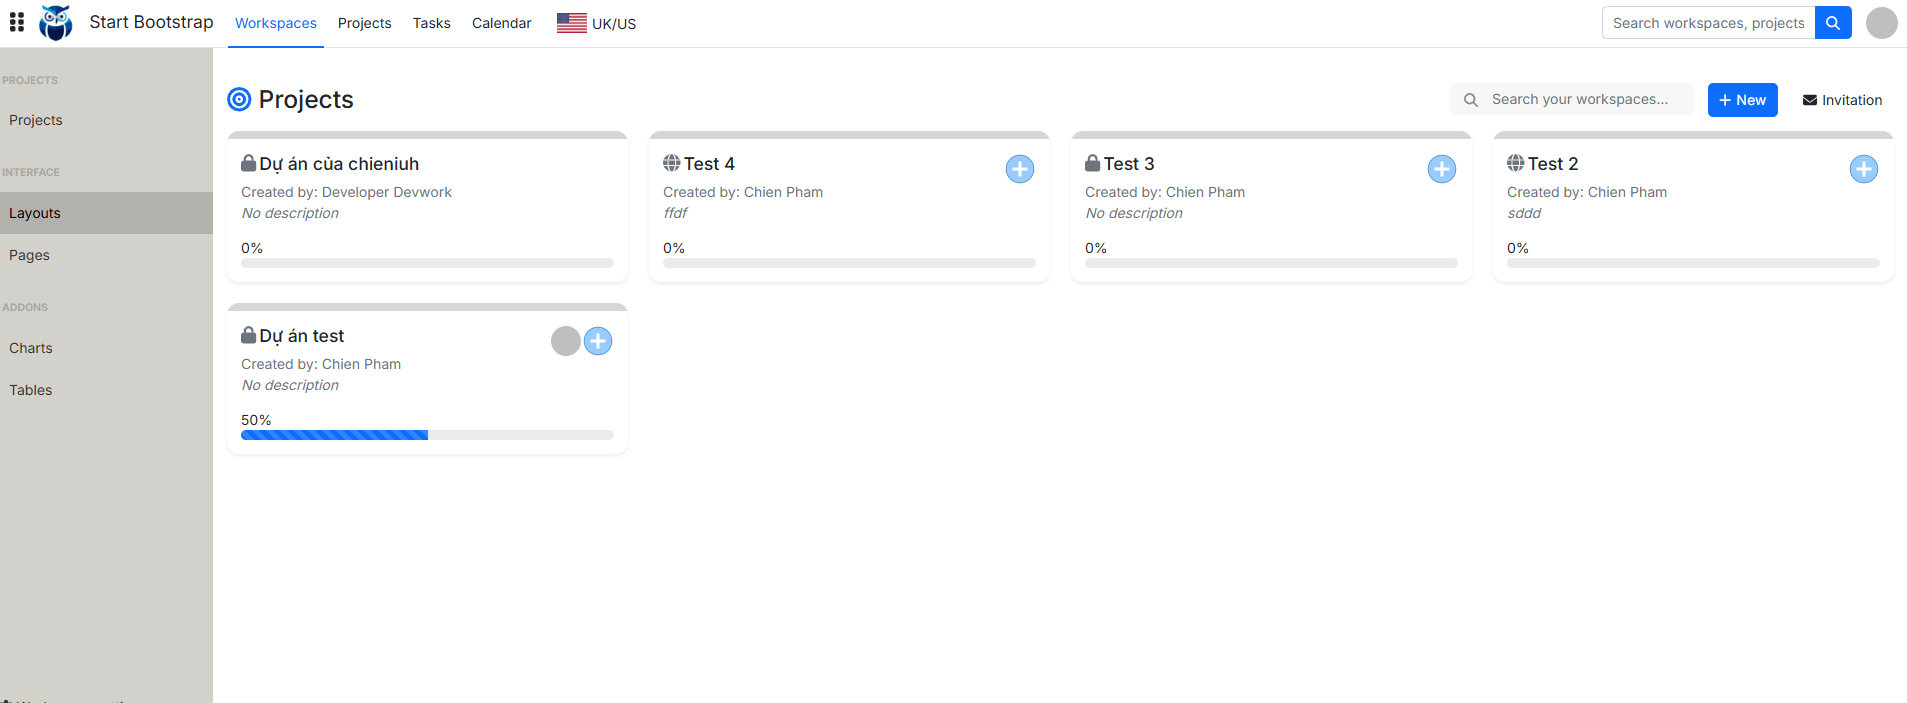 Start Bootstrap
Workspaces
Projects
Tasks
Calendar
UK/US
Search workspaces, projects
PROJECTS
Projects
INTERFACE
Layouts
Pages
ADDONS
Charts
Tables
Projects
Search your workspaces...
+ New
Invitation
Dự án của chieniuh
Created by: Developer Devwork
No description
0%
Test 4
Created by: Chien Pham
ffdf
0%
Test 3
Created by: Chien Pham
No description
0%
Test 2
Created by: Chien Pham
sddd
0%
Dự án test
Created by: Chien Pham
No description
50%